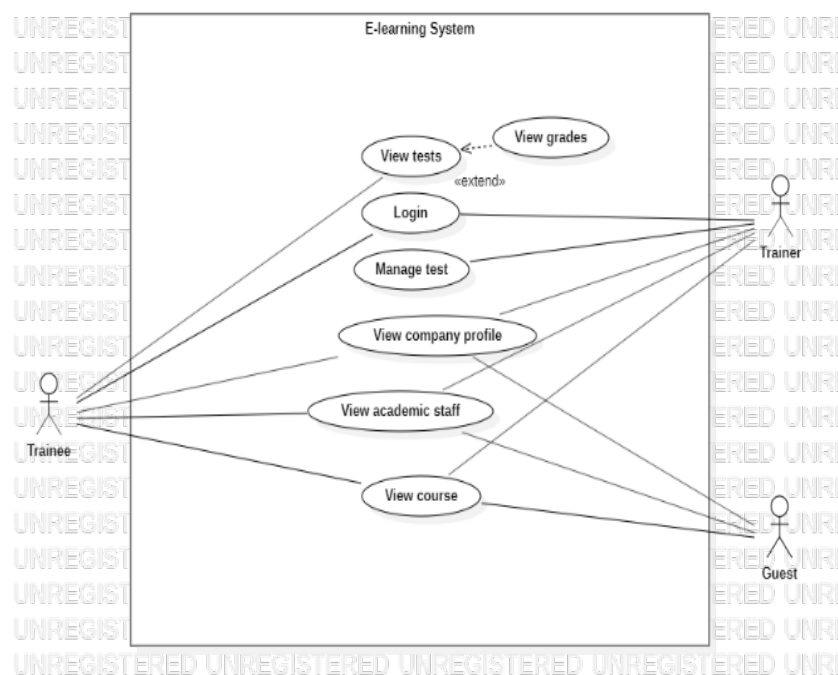 E-learning System
View grades
View tests
«extend»
Login
Trainer
Manage test
View company profile
View academic staff
Trainee
View course
Guest
UNREGISTERED UNREGISTERED UNREGISTERED UNREGISTERED UNRE